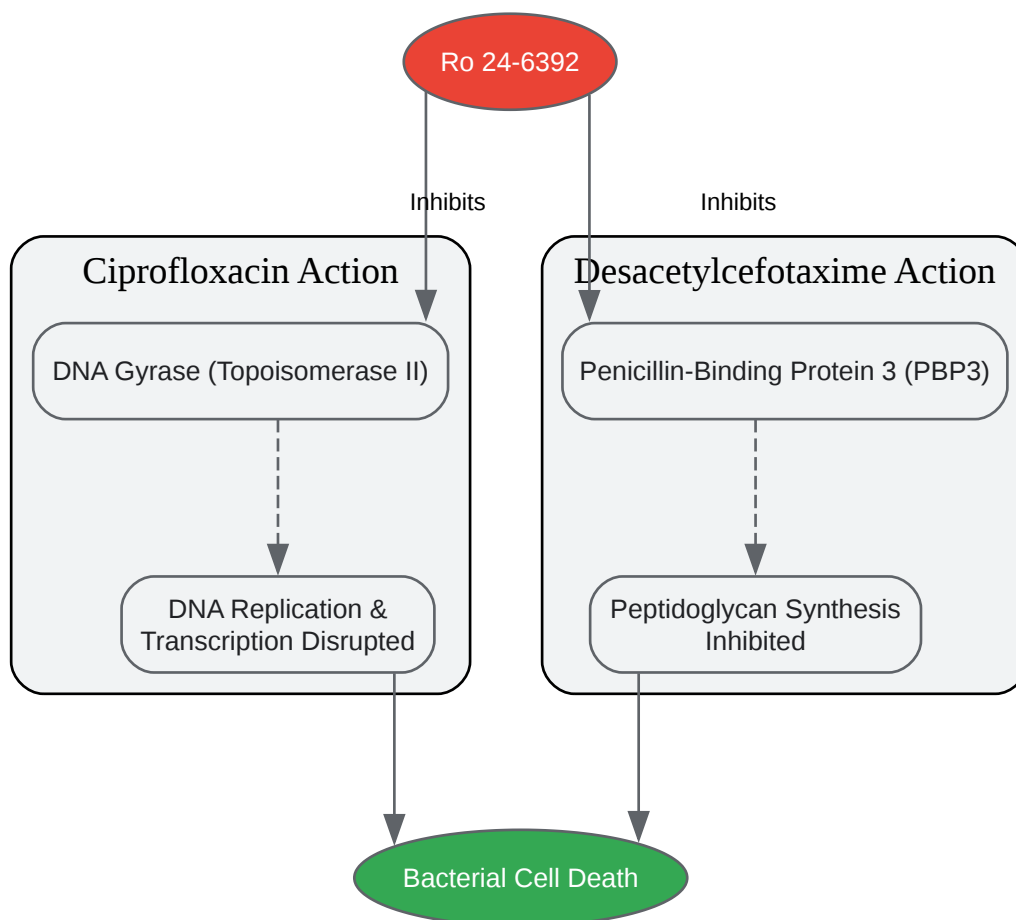 Ro 24-6392
Inhibits
Inhibits
Ciprofloxacin Action
DNA Gyrase (Topoisomerase II)
DNA Replication &
Transcription Disrupted
Desacetylcefotaxime Action
Penicillin-Binding Protein 3 (PBP3)
Peptidoglycan Synthesis
Inhibited
Bacterial Cell Death